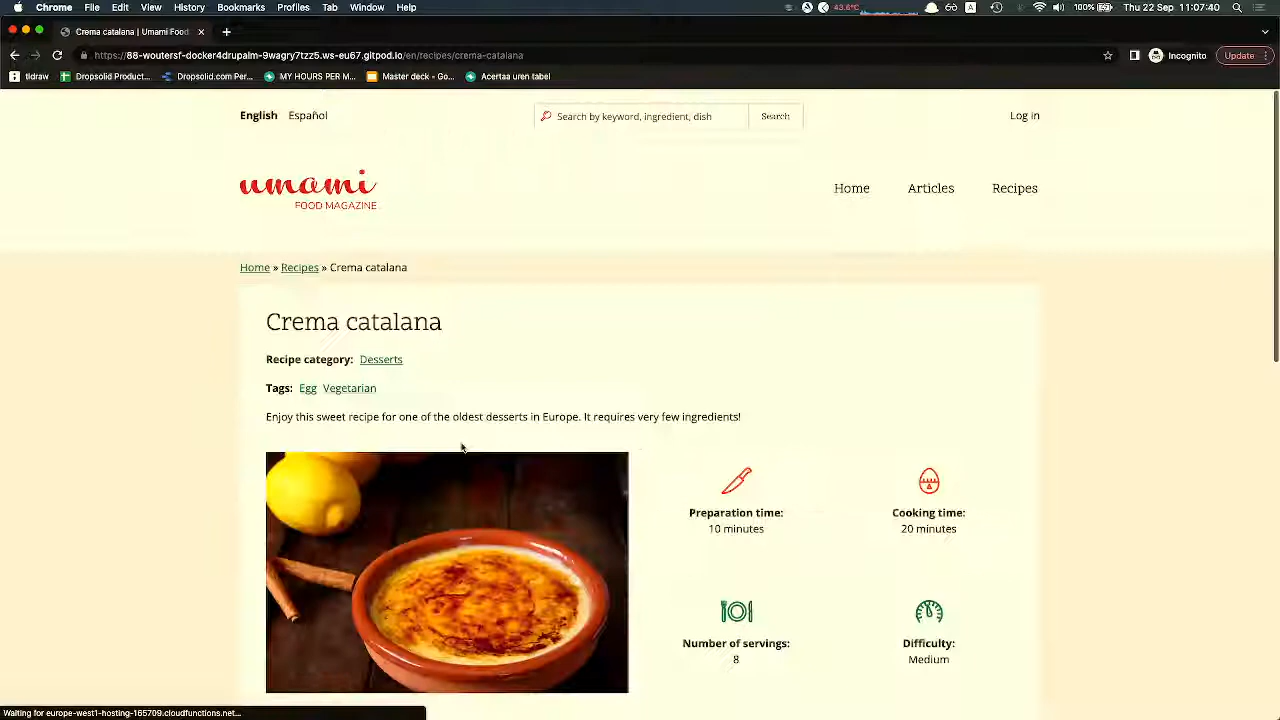 Chrome File Edit View History Bookmarks Profiles Tab Window Help 43.6°C A 100% Thu 22 Sep 11:07:40
Crema catalana | Umami Food
https://88-woutersf-docker4drupalm-9wagry7tzz5.ws-eu67.gitpod.io/en/recipes/crema-catalana Incognito Update
tldraw Dropsolid Product... Dropsolid.com:Per... MY HOURS PER M... Master deck - Go... Acertaa uren tabel
English Español Search by keyword, ingredient, dish Search Log in
umami
FOOD MAGAZINE
Home Articles Recipes
Home » Recipes » Crema catalana
Crema catalana
Recipe category: Desserts
Tags: Egg Vegetarian
Enjoy this sweet recipe for one of the oldest desserts in Europe. It requires very few ingredients!
Preparation time:
10 minutes
Cooking time:
20 minutes
Number of servings:
8
Difficulty:
Medium
Waiting for europe-west1-hosting-165709.cloudfunctions.net...